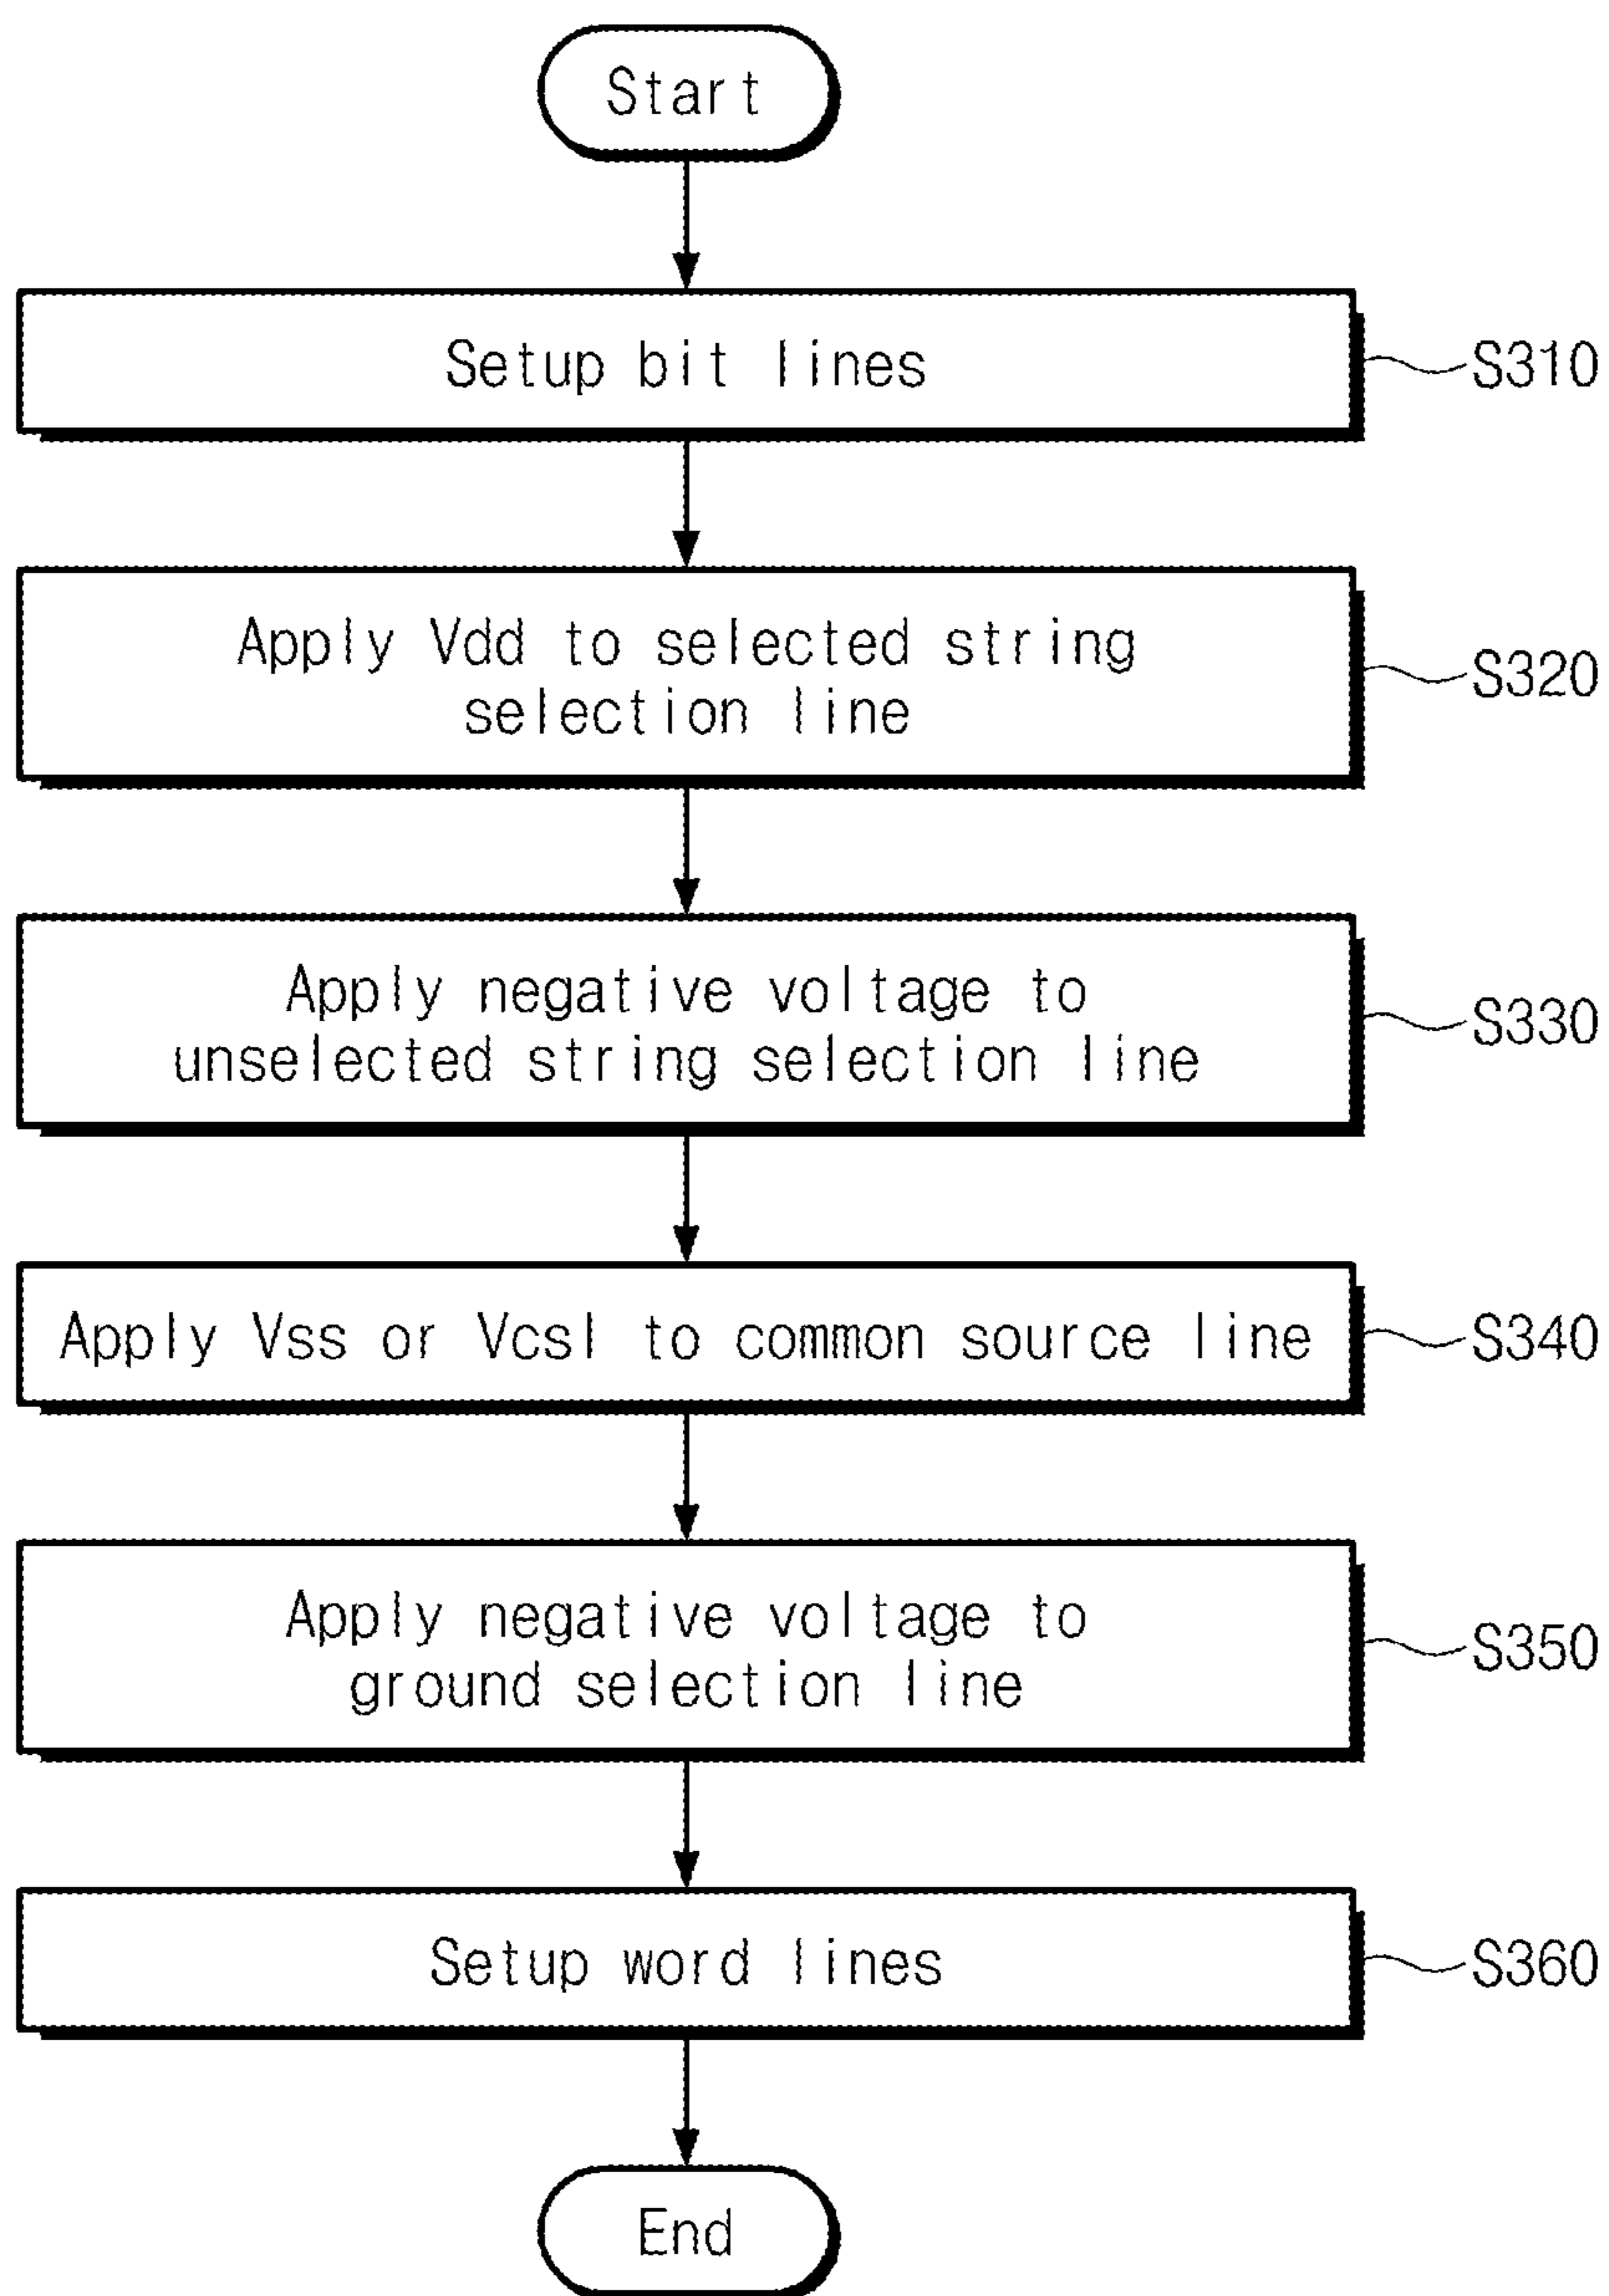 Start
Setup bit lines
S310
Apply Vdd to selected string
selection line
S320
Apply negative voltage to
unselected string selection line
S330
Apply Vss or Vcsl to common source line
S340
Apply negative voltage to
ground selection line
S350
Setup word lines
S360
End